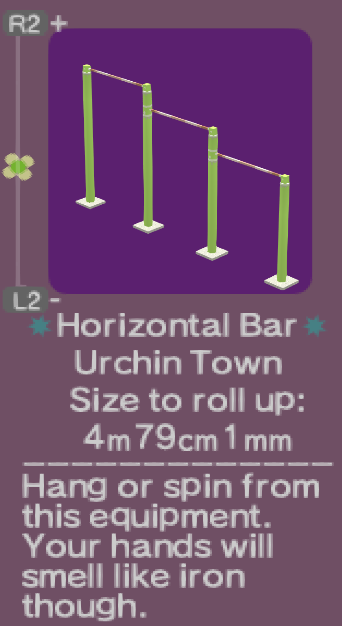 R2 +
L2 -
Horizontal Bar
Urchin Town
Size to roll up:
4m79cm1mm
Hang or spin from
this equipment.
Your hands will
smell like iron
though.